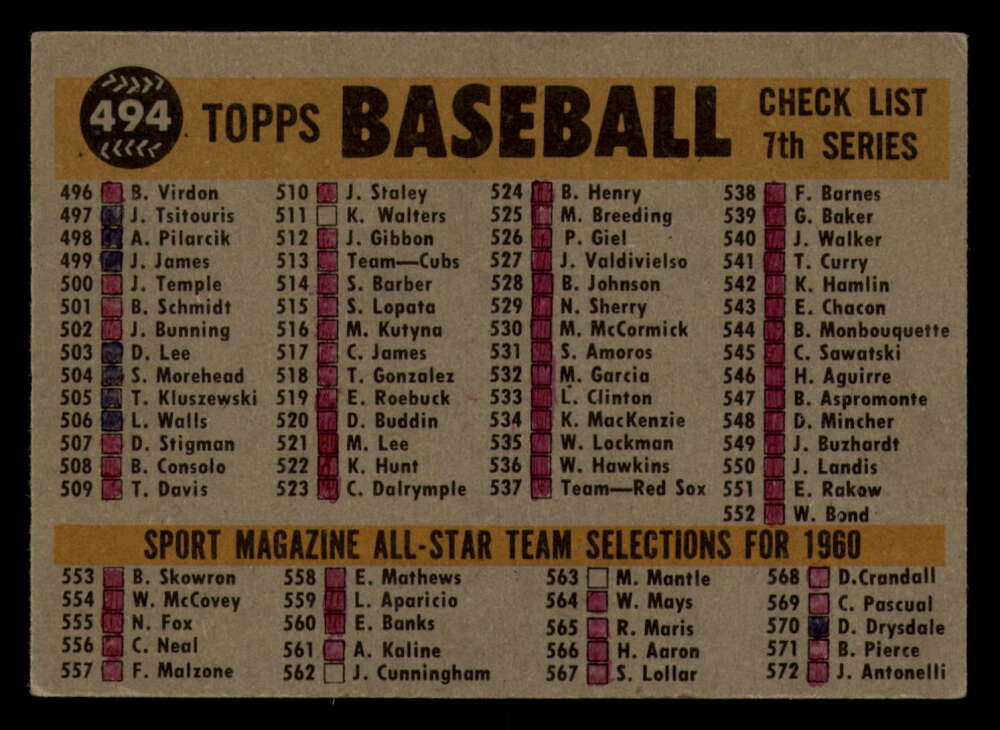 494 TOPPS BASEBALL CHECK LIST
7th SERIES
496 B. Virdon
497 J. Tsitouris
498 A. Pilarcik
499 J. James
500 J. Temple
501 B. Schmidt
502 J. Bunning
503 D. Lee
504 S. Morehead
505 T. Kluszewski
506 L. Walls
507 D. Stigman
508 B. Consolo
509 T. Davis
510 J. Staley
511 K. Walters
512 J. Gibbon
513 Team—Cubs
514 S. Barber
515 S. Lopata
516 M. Kutyna
517 C. James
518 T. Gonzalez
519 E. Roebuck
520 D. Buddin
521 M. Lee
522 K. Hunt
523 C. Dalrymple
524 B. Henry
525 M. Breeding
526 P. Giel
527 J. Valdivielso
528 B. Johnson
529 N. Sherry
530 M. McCormick
531 S. Amoros
532 M. Garcia
533 L. Clinton
534 K. MacKenzie
535 W. Lockman
536 W. Hawkins
537 Team—Red Sox
538 F. Barnes
539 G. Baker
540 J. Walker
541 T. Curry
542 K. Hamlin
543 E. Chacon
544 B. Monbouquette
545 C. Sawatski
546 H. Aguirre
547 B. Aspromonte
548 D. Mincher
549 J. Buzhardt
550 J. Landis
551 E. Rakow
552 W. Bond
SPORT MAGAZINE ALL-STAR TEAM SELECTIONS FOR 1960
553 B. Skowron
554 W. McCovey
555 N. Fox
556 C. Neal
557 F. Malzone
558 E. Mathews
559 L. Aparicio
560 E. Banks
561 A. Kaline
562 J. Cunningham
563 M. Mantle
564 W. Mays
565 R. Maris
566 H. Aaron
567 S. Lollar
568 D.Crandall
569 C. Pascual
570 D. Drysdale
571 B. Pierce
572 J. Antonelli